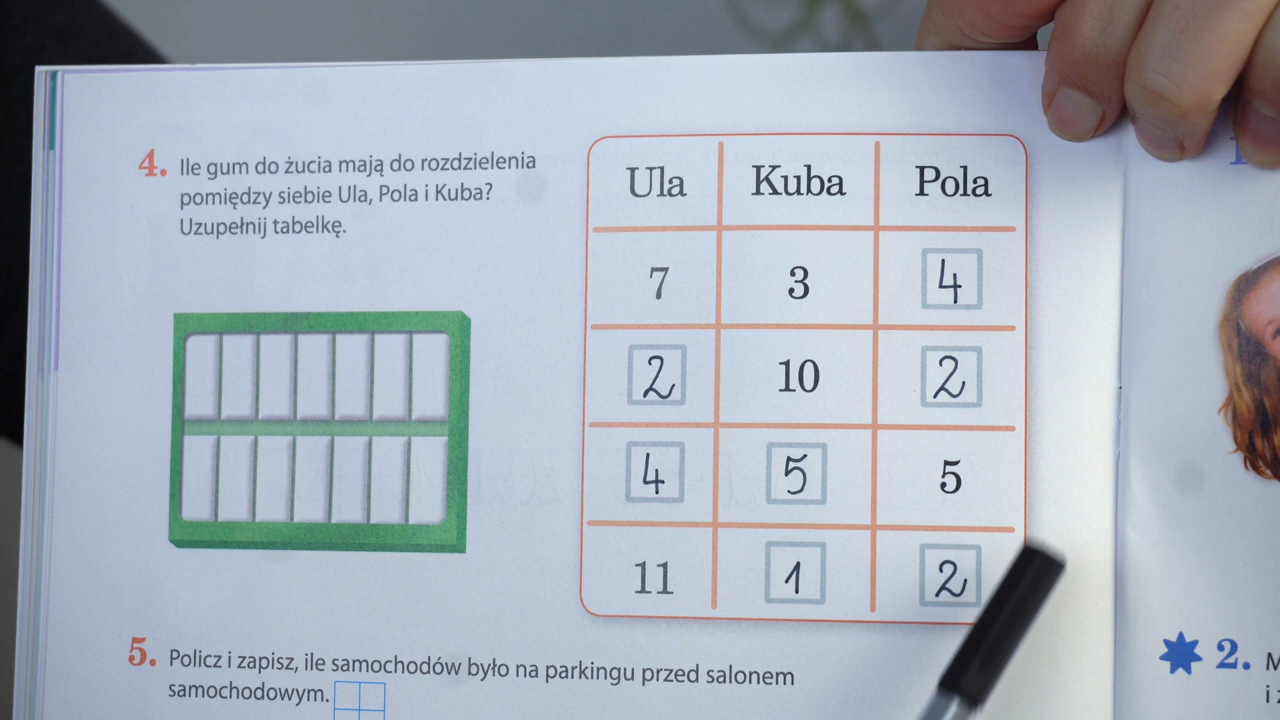 4. Ile gum do żucia mają do rozdzielenia
pomiędzy siebie Ula, Pola i Kuba?
Uzupełnij tabelkę.
Ula Kuba Pola
7 3 4
2 10 2
4 5 5
11 1 2
5. Policz i zapisz, ile samochodów było na parkingu przed salonem
samochodowym.
2.